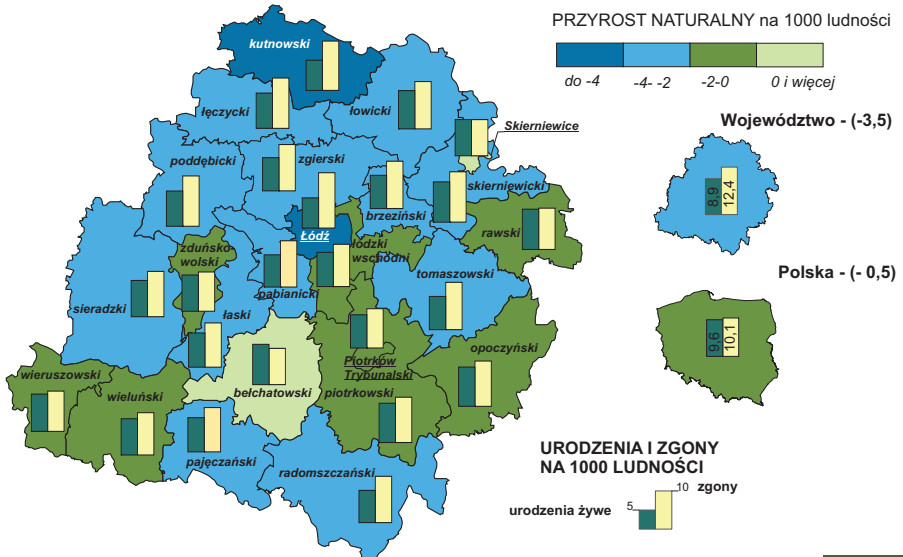 PRZYROST NATURALNY na 1000 ludności
do -4
-4- -2
-2-0
0 i więcej
kutnowski
łęczycki
łowicki
Skierniewice
Województwo - (-3,5)
8,9
12,4
poddębicki
zgierski
brzeziński
skierniewicki
rawski
Łódź
łódzki
wschodni
zduńsko-
wolski
pabianicki
tomaszowski
sieradzki
łaski
Polska - (- 0,5)
9,6
10,1
opoczyński
Piotrków
Trybunalski
wieruszowski
wieluński
bełchatowski
piotrkowski
pajęczański
radomszczański
URODZENIA I ZGONY
NA 1000 LUDNOŚCI
urodzenia żywe
5
10
zgony